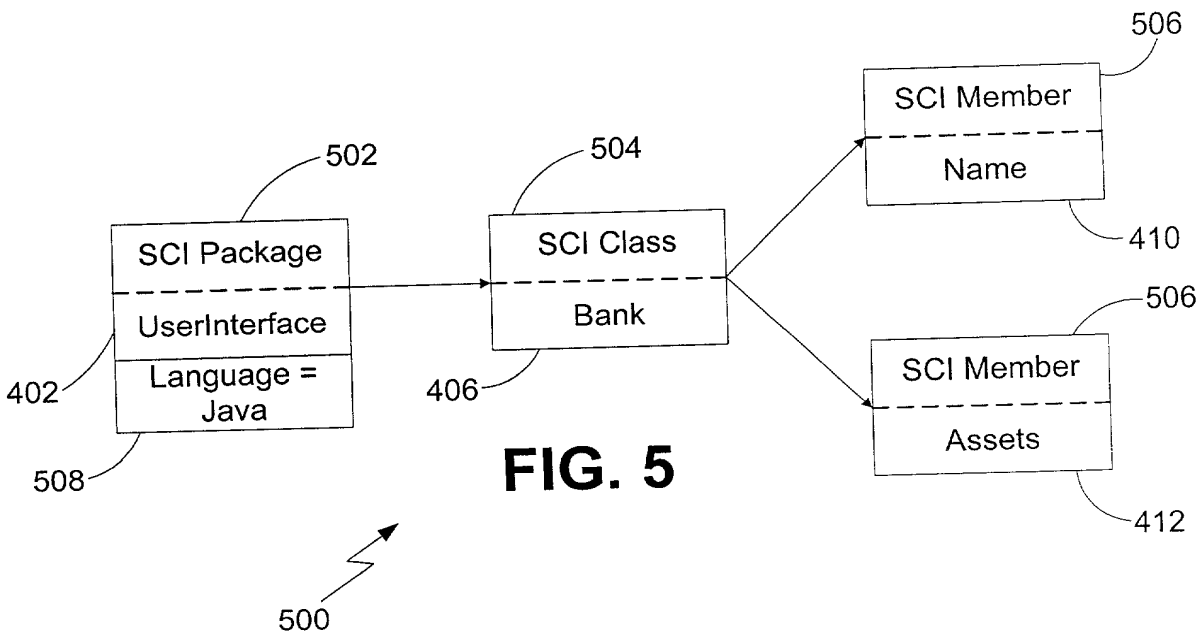 506
SCI Member
Name
410
502
SCI Package
UserInterface
Language =
Java
402
508
504
SCI Class
Bank
406
506
SCI Member
Assets
412
FIG. 5
500